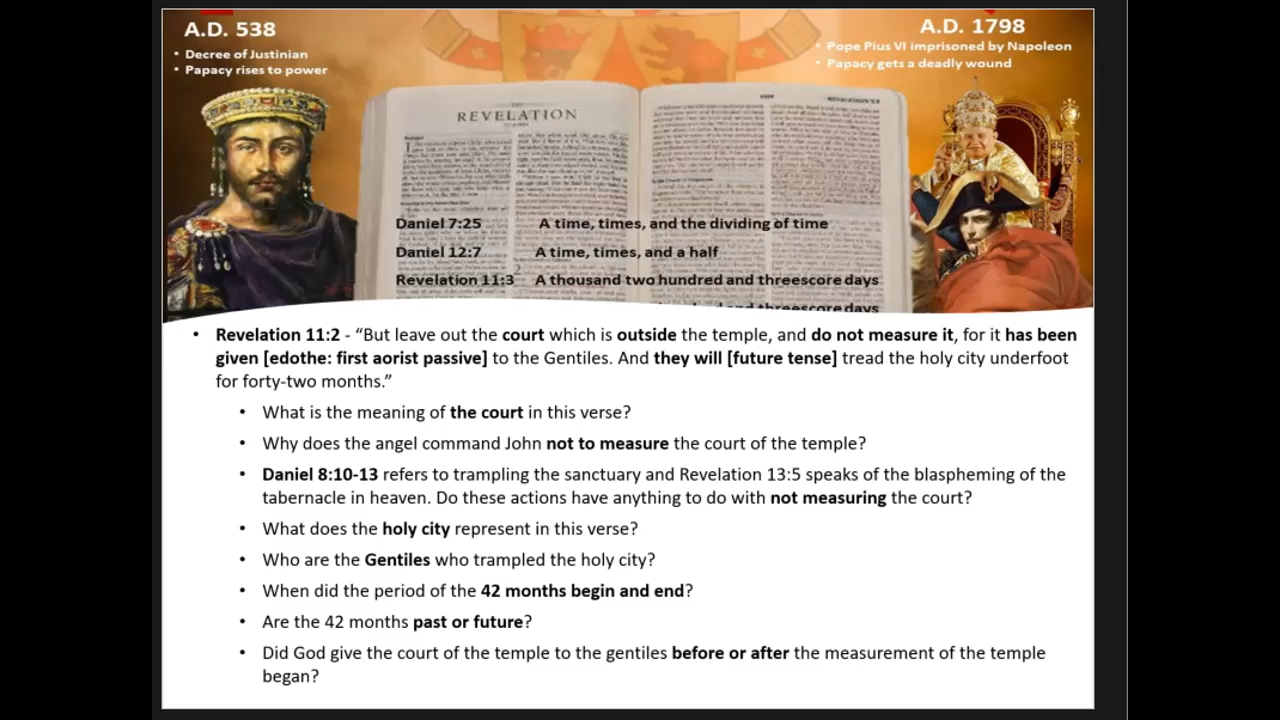 A.D. 538
• Decree of Justinian
• Papacy rises to power
A.D. 1798
• Pope Pius VI imprisoned by Napoleon
• Papacy gets a deadly wound
REVELATION
Daniel 7:25 A time, times, and the dividing of time
Daniel 12:7 A time, times, and a half
Revelation 11:3 A thousand two hundred and threescore days
and threescore days
• Revelation 11:2 - “But leave out the court which is outside the temple, and do not measure it, for it has been
given [edothe: first aorist passive] to the Gentiles. And they will [future tense] tread the holy city underfoot
for forty-two months.”
• What is the meaning of the court in this verse?
• Why does the angel command John not to measure the court of the temple?
• Daniel 8:10-13 refers to trampling the sanctuary and Revelation 13:5 speaks of the blaspheming of the
tabernacle in heaven. Do these actions have anything to do with not measuring the court?
• What does the holy city represent in this verse?
• Who are the Gentiles who trampled the holy city?
• When did the period of the 42 months begin and end?
• Are the 42 months past or future?
• Did God give the court of the temple to the gentiles before or after the measurement of the temple
began?